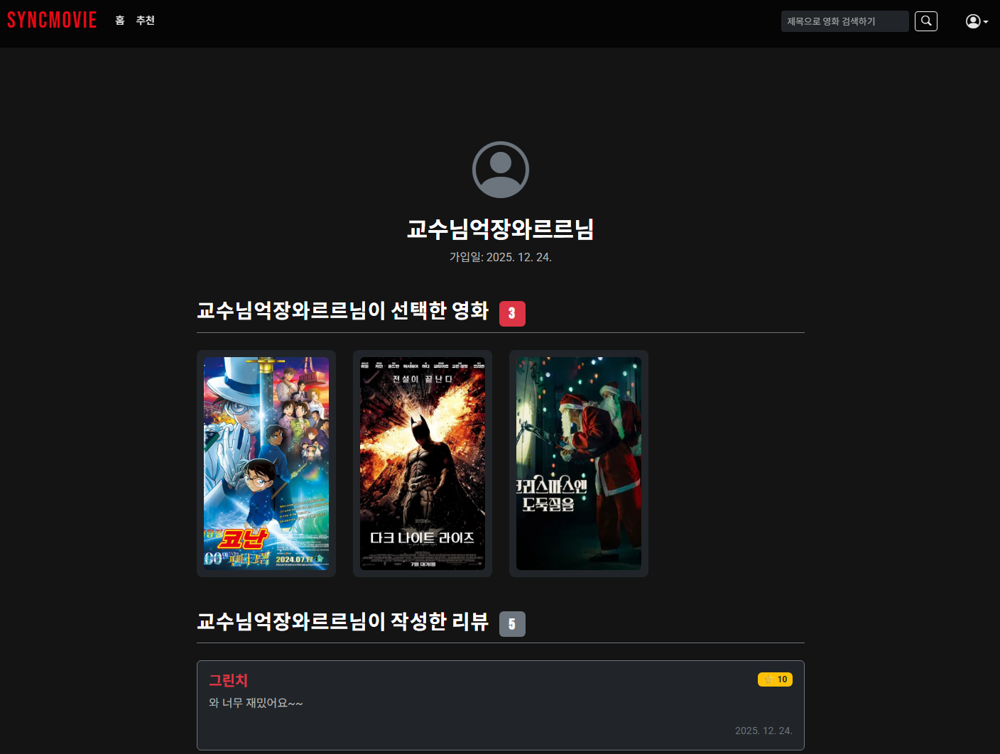 SYNCMOVIE 홈 추천 제목으로 영화 검색하기
교수님억장와르르님
가입일: 2025. 12. 24.
교수님억장와르르님이 선택한 영화 3
코난
2024.07.17
전설이 끝난다
다크 나이트 라이즈
7월 대개봉
크리스마스엔
도둑질을
교수님억장와르르님이 작성한 리뷰 5
그린치 ⭐ 10
와 너무 재밌어요~~
2025. 12. 24.